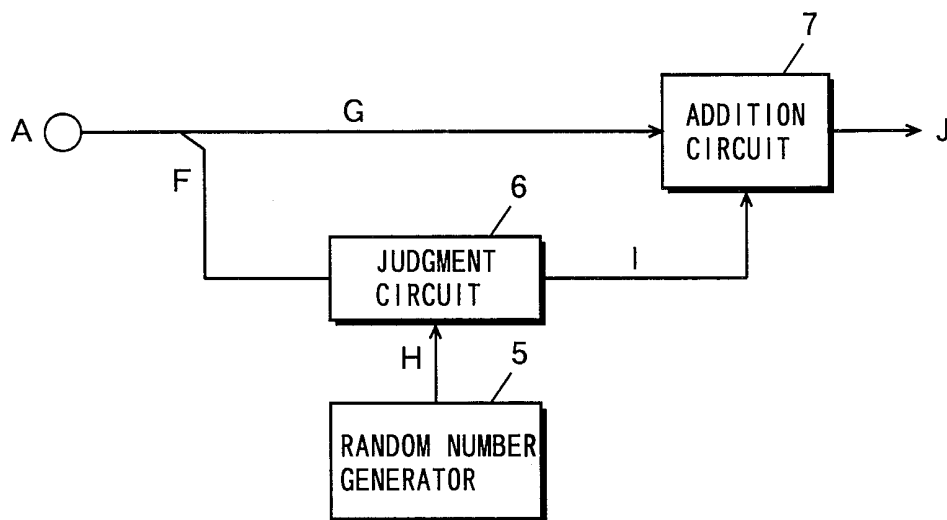 7
A
G
ADDITION
CIRCUIT
J
F
6
JUDGMENT
CIRCUIT
I
H
5
RANDOM NUMBER
GENERATOR